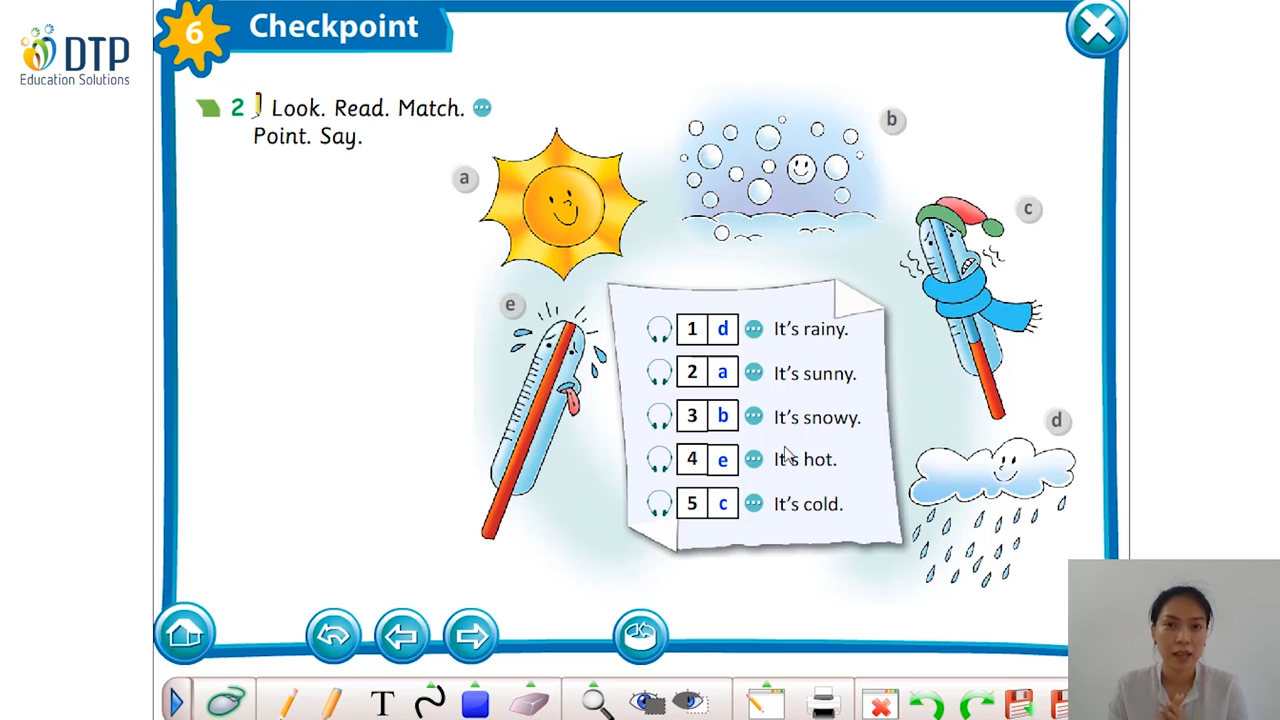 DTP
Education Solutions
6 Checkpoint
2 Look. Read. Match.
Point. Say.
a
b
c
e
1 d It's rainy.
2 a It's sunny.
3 b It's snowy.
4 e It's hot.
5 c It's cold.
d
T